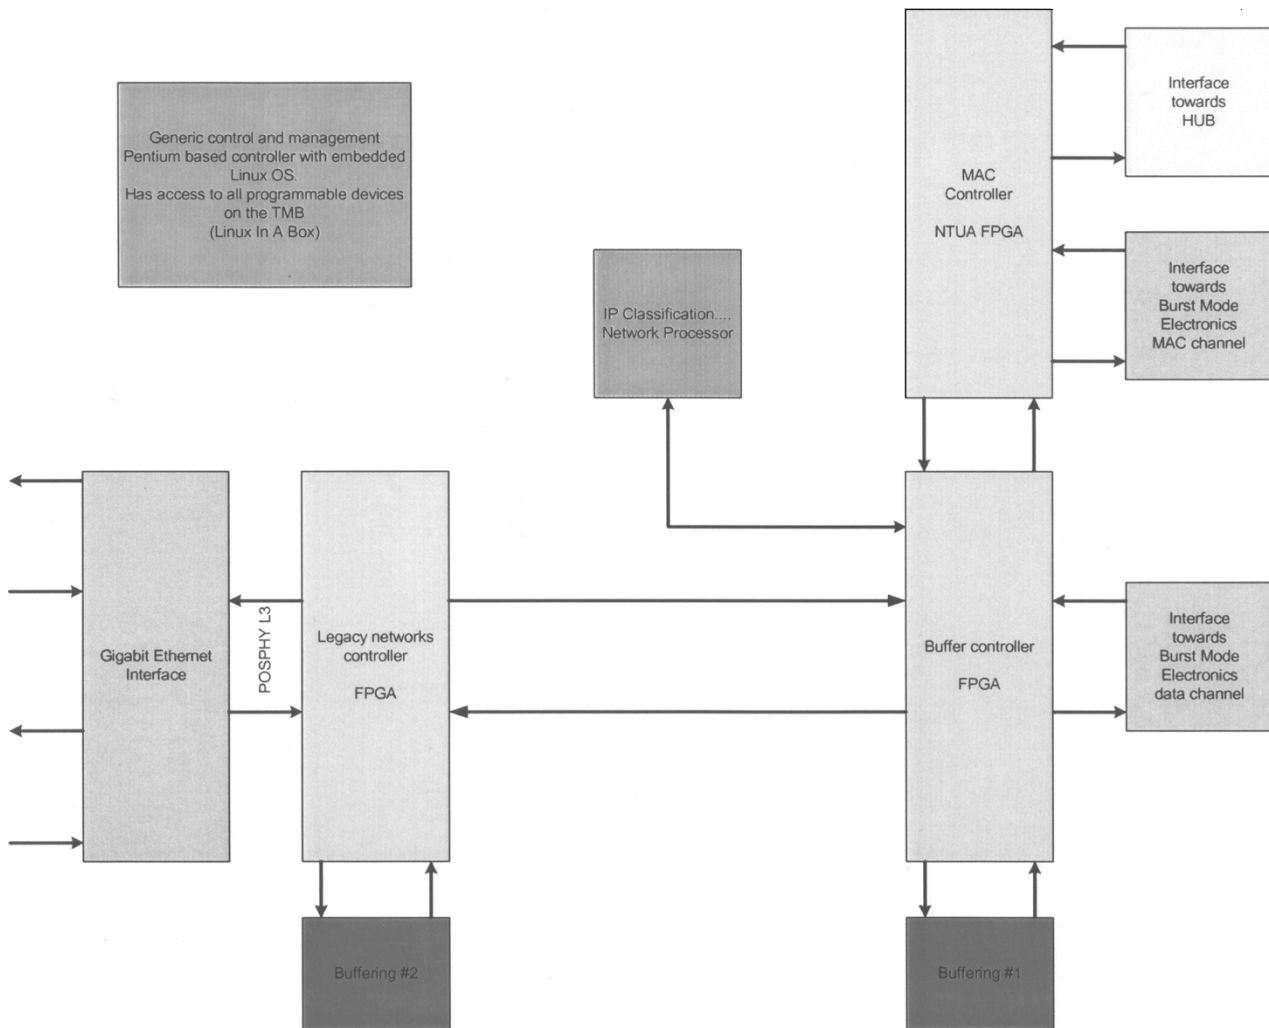 Generic control and management
Pentium based controller with embedded
Linux OS.
Has access to all programmable devices
on the TMB
(Linux In A Box)
Interface
towards
HUB
MAC
Controller
NTUA FPGA
Interface
towards
Burst Mode
Electronics
MAC channel
IP Classification....
Network Processor
Gigabit Ethernet
Interface
POSPHY L3
Legacy networks
controller
FPGA
Buffer controller
FPGA
Interface
towards
Burst Mode
Electronics
data channel
Buffering #2
Buffering #1